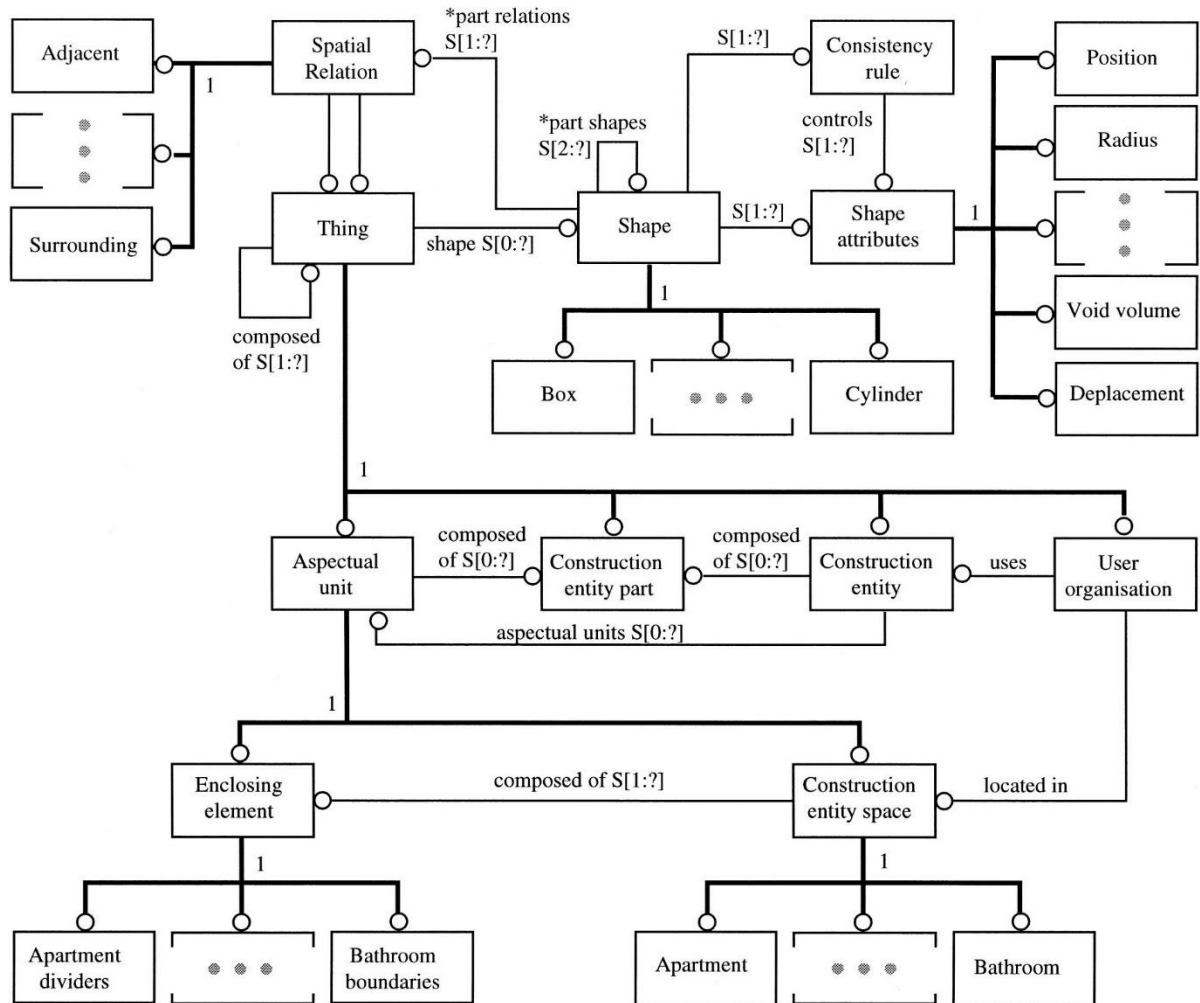 *part relations
S[1:?]
Adjacent
Spatial
Relation
S[1:?]
Consistency
rule
Position
1
*part shapes
S[2:?]
controls
S[1:?]
Radius
Surrounding
Thing
shape S[0:?]
Shape
S[1:?]
Shape
attributes
1
composed
of S[1:?]
1
Void volume
Box
Cylinder
Deplacement
1
Aspectual
unit
composed
of S[0:?]
Construction
entity part
composed
of S[0:?]
Construction
entity
uses
User
organisation
aspectual units S[0:?]
1
Enclosing
element
composed of S[1:?]
Construction
entity space
located in
1
1
Apartment
dividers
Bathroom
boundaries
Apartment
Bathroom